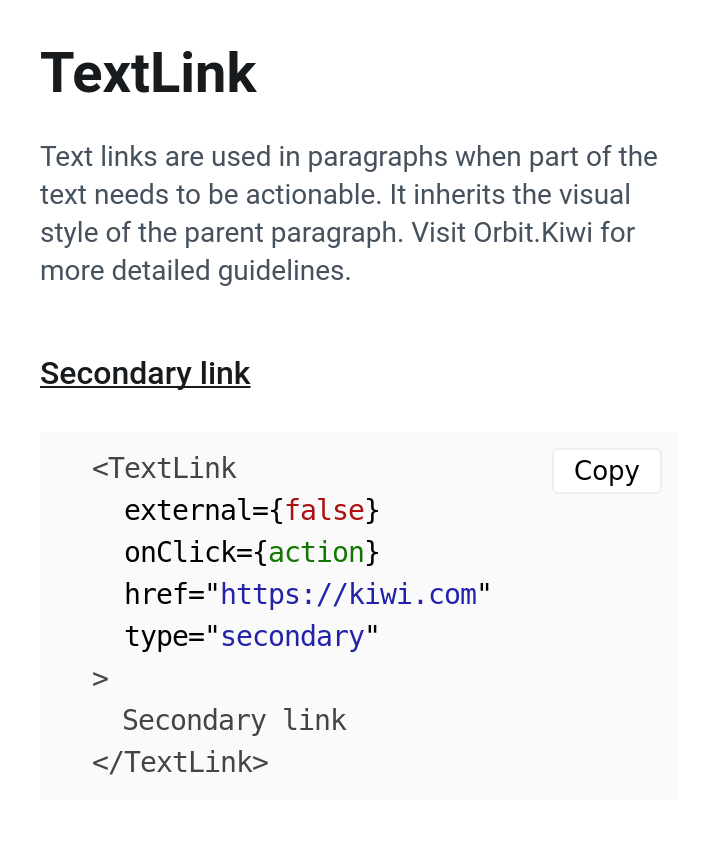 TextLink
Text links are used in paragraphs when part of the
text needs to be actionable. It inherits the visual
style of the parent paragraph. Visit Orbit.Kiwi for
more detailed guidelines.
Secondary link
Copy
<TextLink
  external={false}
  onClick={action}
  href="https://kiwi.com"
  type="secondary"
>
  Secondary link
</TextLink>